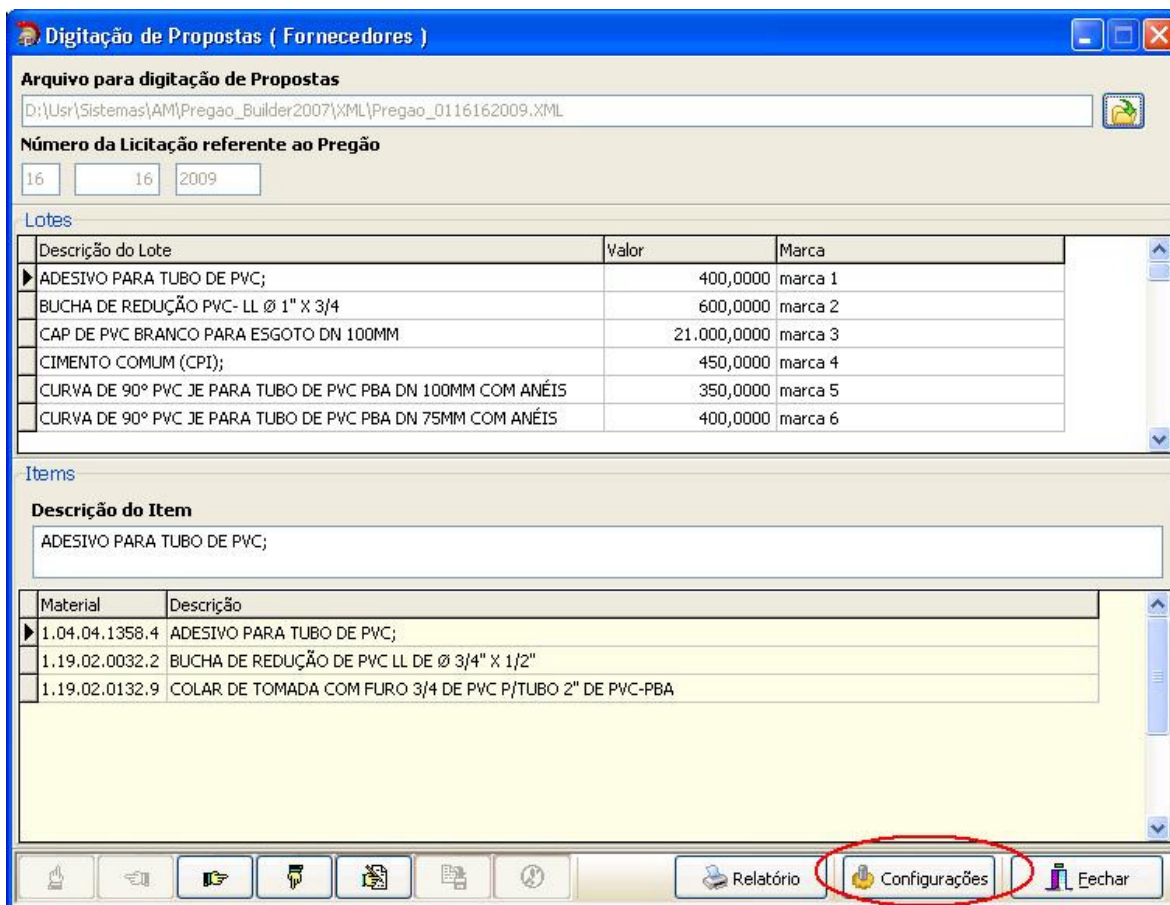 Digitação de Propostas ( Fornecedores )
Arquivo para digitação de Propostas
D:\Usr\Sistemas\AM\Pregao_Builder2007\XML\Pregao_0116162009.XML
Número da Licitação referente ao Pregão
16 16 2009
Lotes
Descrição do Lote Valor Marca
ADESIVO PARA TUBO DE PVC; 400,0000 marca 1
BUCHA DE REDUÇÃO PVC- LL Ø 1" X 3/4 600,0000 marca 2
CAP DE PVC BRANCO PARA ESGOTO DN 100MM 21.000,0000 marca 3
CIMENTO COMUM (CPI); 450,0000 marca 4
CURVA DE 90º PVC JE PARA TUBO DE PVC PBA DN 100MM COM ANÉIS 350,0000 marca 5
CURVA DE 90º PVC JE PARA TUBO DE PVC PBA DN 75MM COM ANÉIS 400,0000 marca 6
Items
Descrição do Item
ADESIVO PARA TUBO DE PVC;
Material Descrição
1.04.04.1358.4 ADESIVO PARA TUBO DE PVC;
1.19.02.0032.2 BUCHA DE REDUÇÃO DE PVC LL DE Ø 3/4" X 1/2"
1.19.02.0132.9 COLAR DE TOMADA COM FURO 3/4 DE PVC P/TUBO 2" DE PVC-PBA
Relatório Configurações Fechar